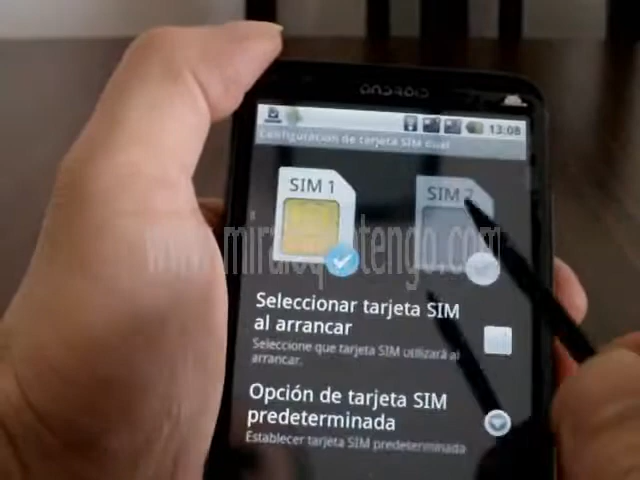 ANDROID
13:08
Configuración de tarjeta SIM dual
SIM 1
SIM 2
www.miraloquetengo.com
Seleccionar tarjeta SIM
al arrancar
Seleccione que tarjeta SIM utilizará al
arrancar.
Opción de tarjeta SIM
predeterminada
Establecer tarjeta SIM predeterminada